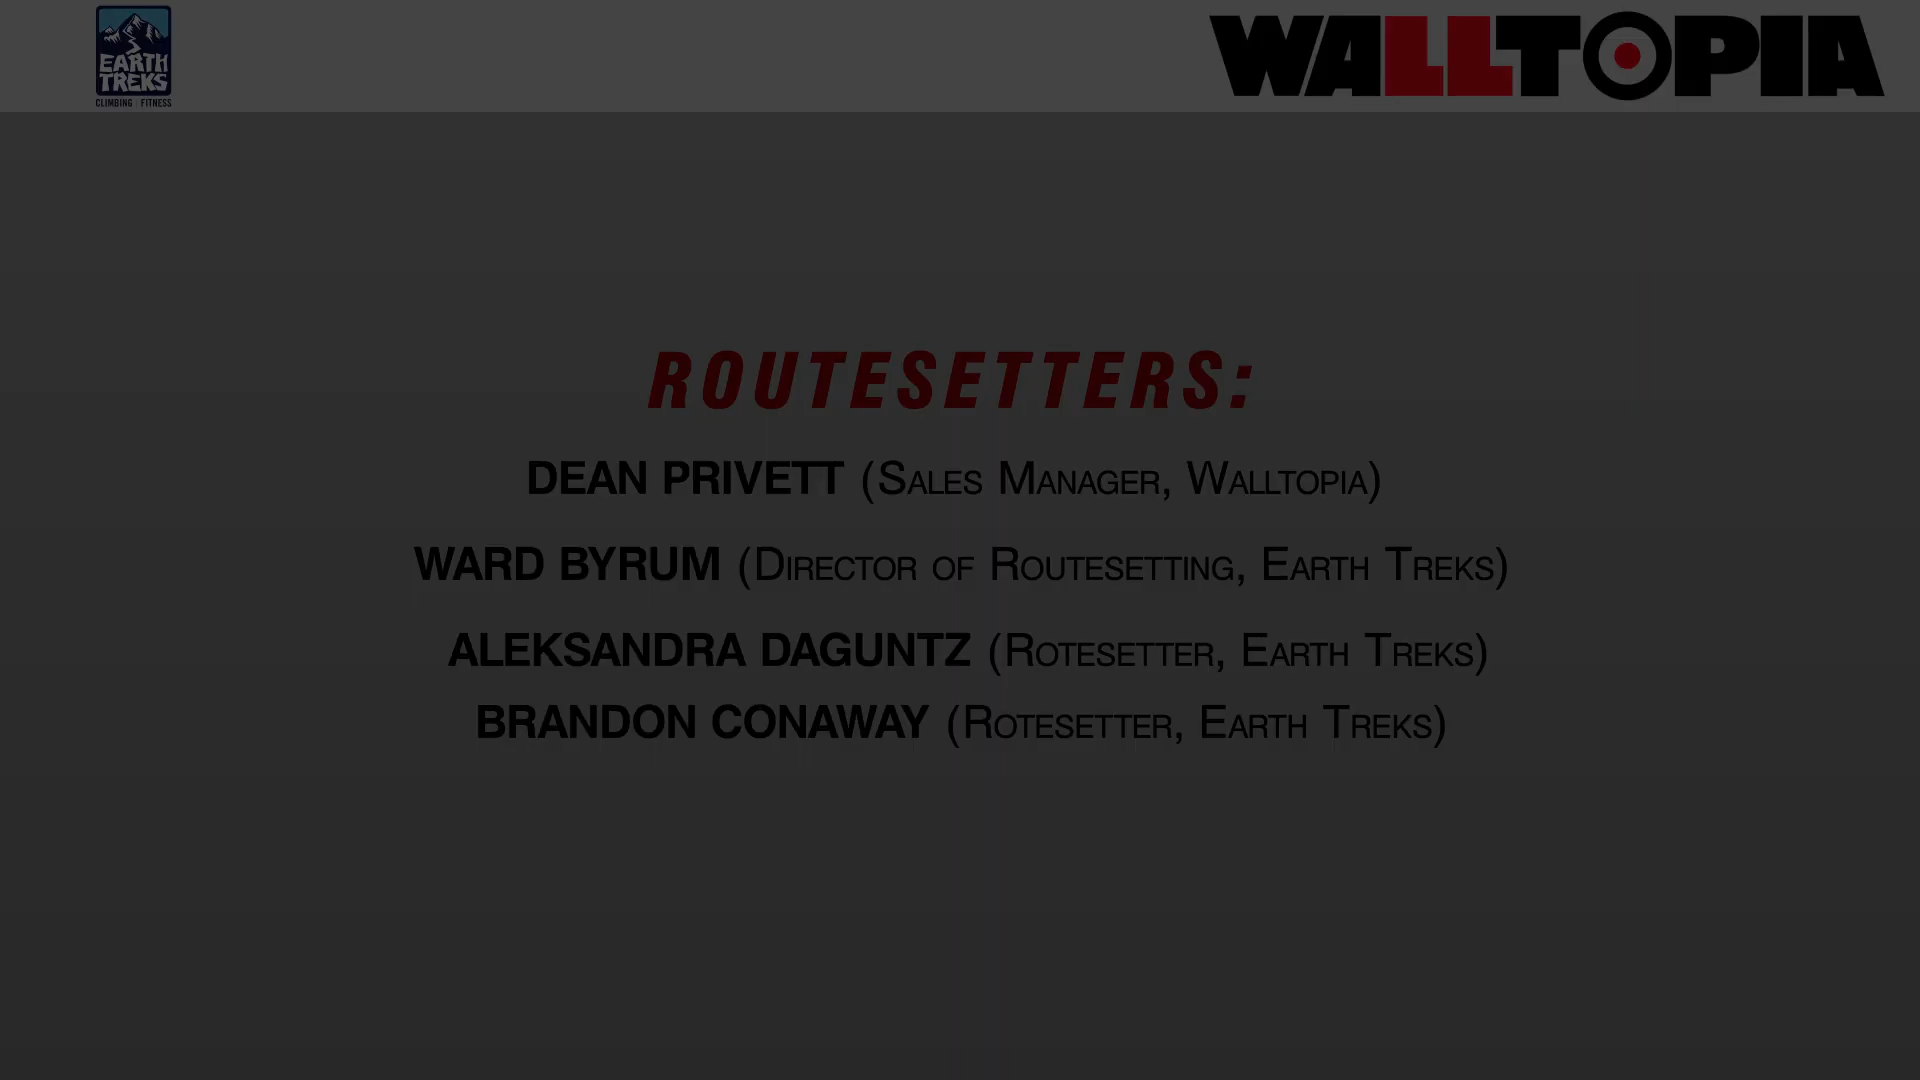 EARTH
TREKS
CLIMBING | FITNESS
WALLTOPIA
ROUTESETTERS:
DEAN PRIVETT (Sales Manager, Walltopia)
WARD BYRUM (Director of Routesetting, Earth Treks)
ALEKSANDRA DAGUNTZ (Rotesetter, Earth Treks)
BRANDON CONAWAY (Rotesetter, Earth Treks)